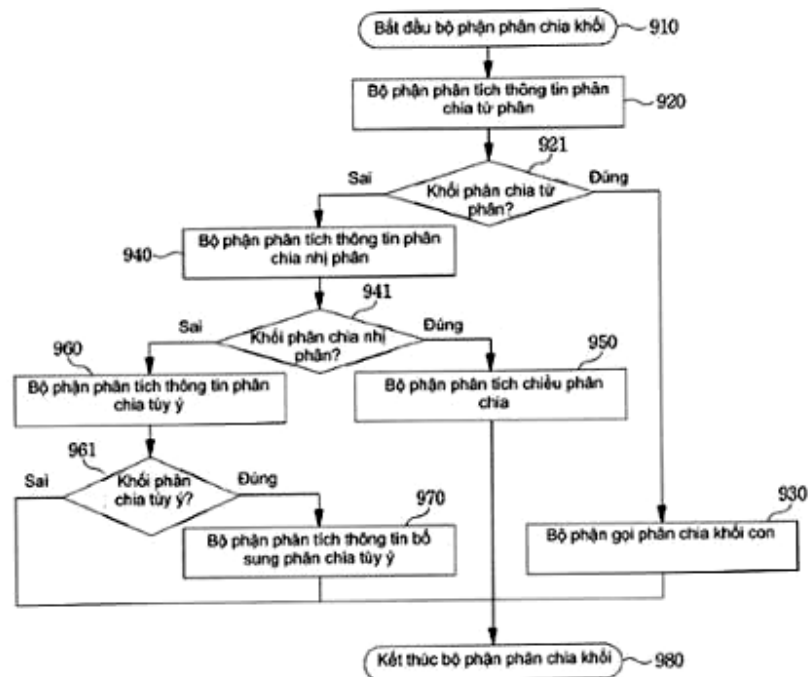 Bắt đầu bộ phận phân chia khối
910
Bộ phận phân tích thông tin phân
chia tứ phân
920
921
Sai
Khối phân chia tứ
phân?
Đúng
940
Bộ phận phân tích thông tin phân
chia nhị phân
941
Sai
Khối phân chia nhị
phân?
Đúng
960
950
Bộ phận phân tích thông tin phân
chia tùy ý
Bộ phận phân tích chiều phân
chia
961
Sai
Khối phân
chia tùy ý?
Đúng
970
930
Bộ phận phân tích thông tin bổ
sung phân chia tùy ý
Bộ phận gọi phân chia khối con
Kết thúc bộ phận phân chia khối
980